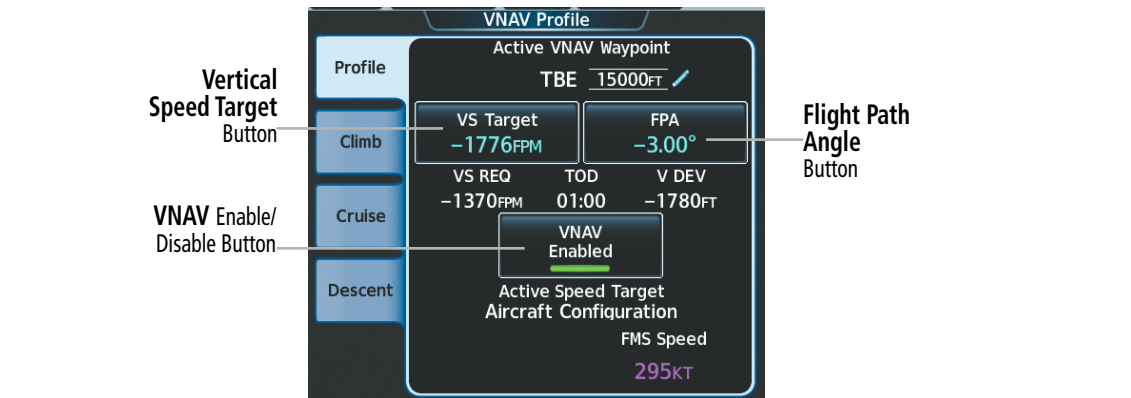 VNAV Profile
Profile
Climb
Cruise
Descent
Active VNAV Waypoint
TBE 15000FT
VS Target
−1776FPM
FPA
−3.00°
VS REQ TOD V DEV
−1370FPM 01:00 −1780FT
VNAV
Enabled
Active Speed Target
Aircraft Configuration
FMS Speed
295KT
Vertical
Speed Target
Button
VNAV Enable/
Disable Button
Flight Path
Angle
Button